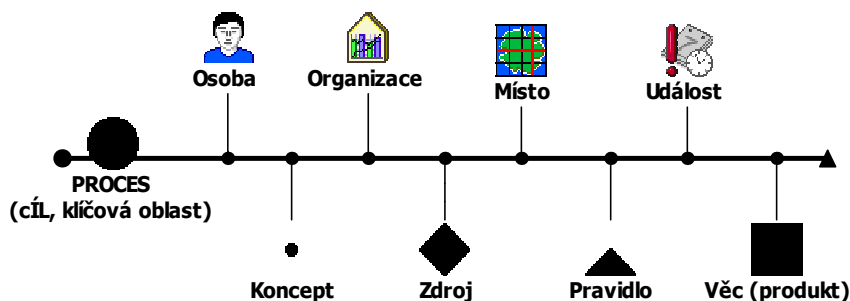 Osoba
Organizace
Místo
Událost
PROCES
(cÍL, klíčová oblast)
Koncept
Zdroj
Pravidlo
Věc (produkt)